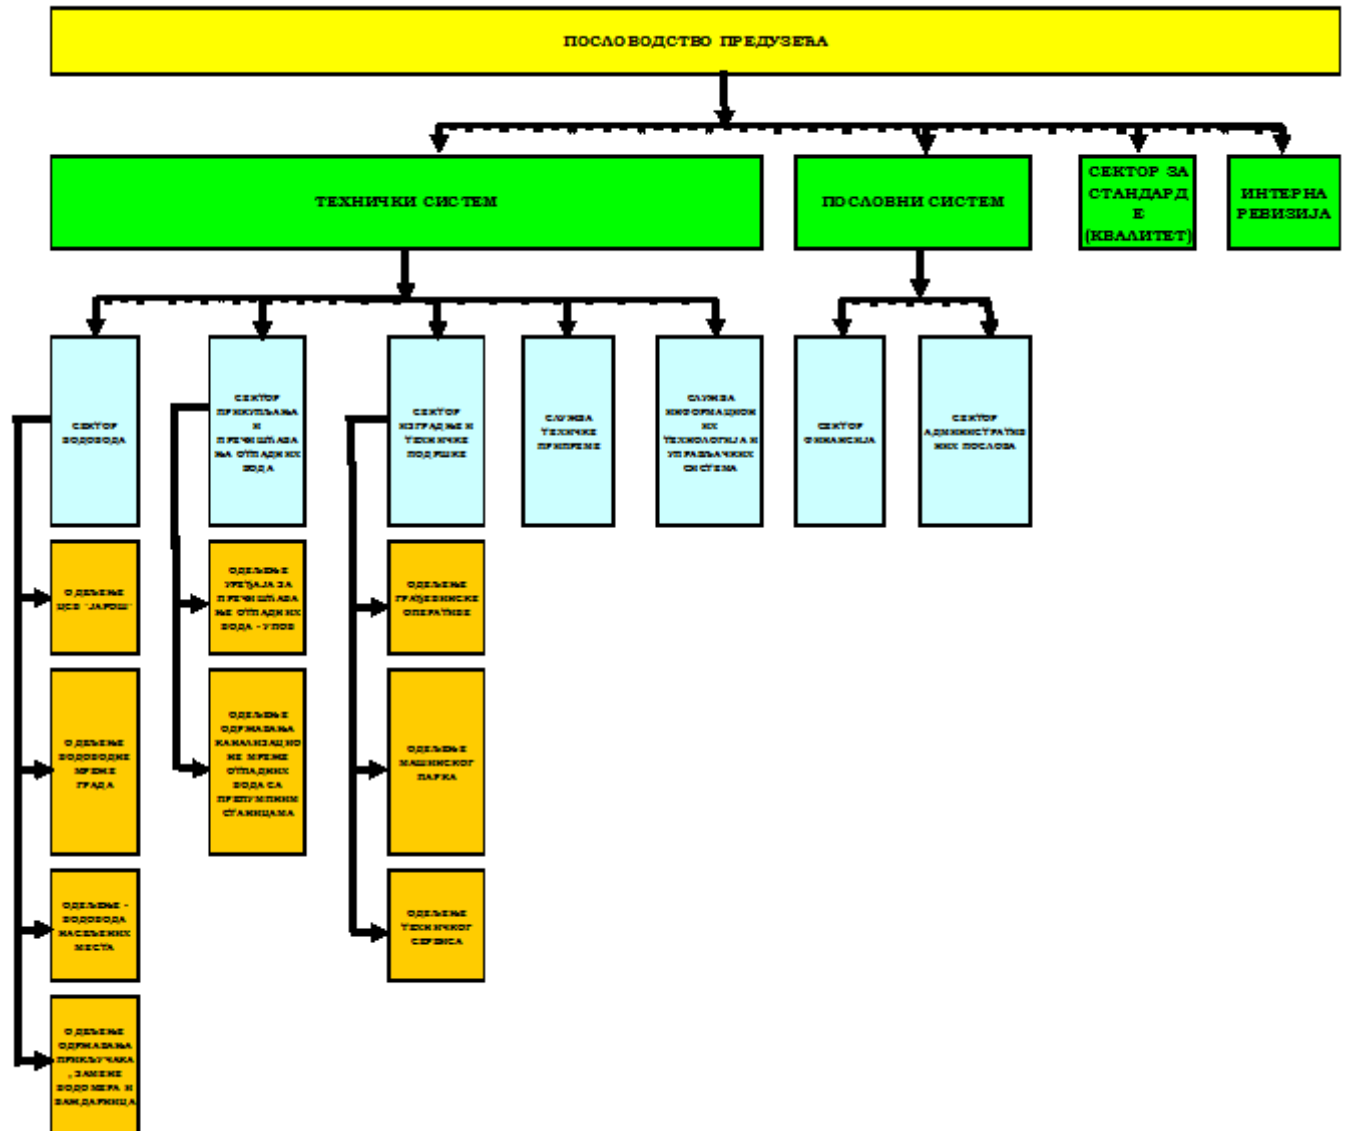 ПОСЛОВОДСТВО ПРЕДУЗЕЋА
ТЕХНИЧКИ СИСТЕМ
ПОСЛОВНИ СИСТЕМ
СЕКТОР ЗА
СТАНДАРД
Е
(КВАЛИТЕТ)
ИНТЕРНА
РЕВИЗИЈА
СЕКТОР
ВОДОВОДА
СЕКТОР
ПРИКУПЉАЊА
И
ПРЕЧИШЋАВА
ЊА ОТПАДНИХ
ВОДА
СЕКТОР
ИЗГРАДЊЕ И
ТЕХНИЧКЕ
ПОДРШКЕ
СЛУЖБА
ТЕХНИЧКЕ
ПРИПРЕМЕ
СЛУЖБА
ИНФОРМАЦИОН
ИХ
ТЕХНОЛОГИЈА И
УПРАВЉАЧКИХ
СИСТЕМА
СЕКТОР
ФИНАНСИЈА
СЕКТОР
АДМИНИСТРАТИВ
НИХ ПОСЛОВА
ОДЕЉЕЊЕ
ЦСВ "ЈАРОШ"
ОДЕЉЕЊЕ
ВОДОВОДНЕ
МРЕЖЕ
ГРАДА
ОДЕЉЕЊЕ -
ВОДОВОДА
НАСЕЉЕНИХ
МЕСТА
ОДЕЉЕЊЕ
ОДРЖАВАЊА
ПРИКЉУЧАКА
, ЗАМЕНЕ
ВОДОМЕРА И
БАЖДАРНИЦА
ОДЕЉЕЊЕ
УРЕЂАЈА ЗА
ПРЕЧИШЋАВА
ЊЕ ОТПАДНИХ
ВОДА - УПОВ
ОДЕЉЕЊЕ
ОДРЖАВАЊА
КАНАЛИЗАЦИО
НЕ МРЕЖЕ
ОТПАДНИХ
ВОДА СА
ПРЕПУМПНИМ
СТАНИЦАМА
ОДЕЉЕЊЕ
ГРАЂЕВИНСКЕ
ОПЕРАТИВЕ
ОДЕЉЕЊЕ
МАШИНСКОГ
ПАРКА
ОДЕЉЕЊЕ
ТЕХНИЧКОГ
СЕРВИСА